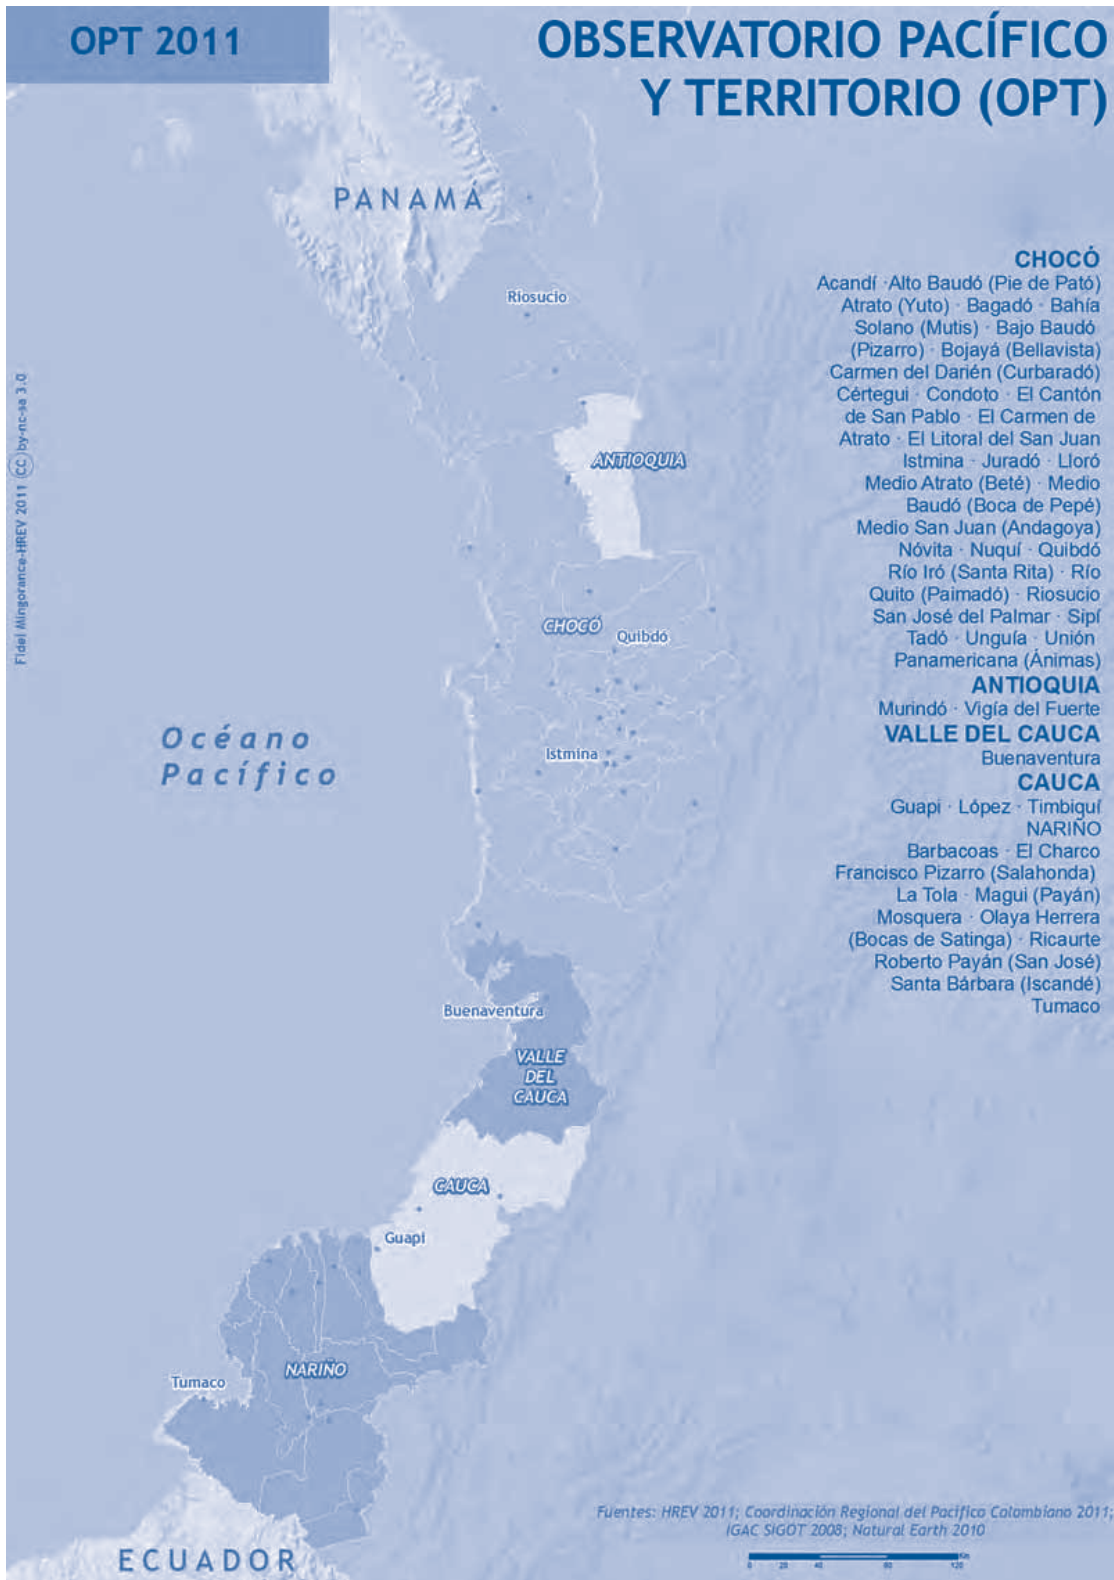 OPT 2011
OBSERVATORIO PACÍFICO
Y TERRITORIO (OPT)
PANAMÁ
Riosucio
ANTIOQUIA
CHOCÓ
Quibdó
Istmina
Océano
Pacífico
Buenaventura
VALLE
DEL
CAUCA
CAUCA
Guapi
NARIÑO
Tumaco
ECUADOR
CHOCÓ
Acandí · Alto Baudó (Pie de Pató)
Atrato (Yuto) · Bagadó · Bahía
Solano (Mutis) · Bajo Baudó
(Pizarro) · Bojayá (Bellavista)
Carmen del Darién (Curbaradó)
Cértegui · Condoto · El Cantón
de San Pablo · El Carmen de
Atrato · El Litoral del San Juan
Istmina · Juradó · Lloró
Medio Atrato (Beté) · Medio
Baudó (Boca de Pepé)
Medio San Juan (Andagoya)
Nóvita · Nuquí · Quibdó
Río Iró (Santa Rita) · Río
Quito (Paimadó) · Riosucio
San José del Palmar · Sipí
Tadó · Unguía · Unión
Panamericana (Ánimas)
ANTIOQUIA
Murindó · Vigía del Fuerte
VALLE DEL CAUCA
Buenaventura
CAUCA
Guapi · López · Timbiquí
NARIÑO
Barbacoas · El Charco
Francisco Pizarro (Salahonda)
La Tola · Magui (Payán)
Mosquera · Olaya Herrera
(Bocas de Satinga) · Ricaurte
Roberto Payán (San José)
Santa Bárbara (Iscandé)
Tumaco
Fidel Mingorance-HREV 2011 CC by-nc-sa 3.0
Fuentes: HREV 2011; Coordinación Regional del Pacífico Colombiano 2011;
IGAC SIGOT 2008; Natural Earth 2010
0 20 40 80 120
Km